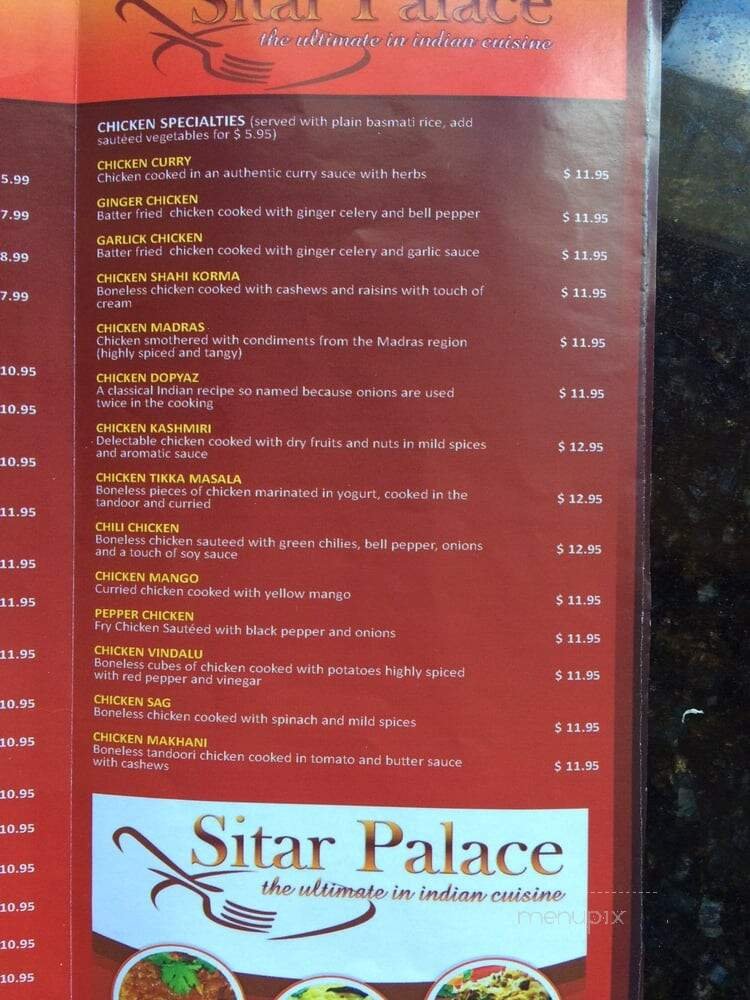 Sitar Palace
the ultimate in indian cuisine
CHICKEN SPECIALTIES (served with plain basmati rice, add
sautéed vegetables for $ 5.95)
CHICKEN CURRY
Chicken cooked in an authentic curry sauce with herbs $ 11.95
GINGER CHICKEN
Batter fried chicken cooked with ginger celery and bell pepper $ 11.95
GARLICK CHICKEN
Batter fried chicken cooked with ginger celery and garlic sauce $ 11.95
CHICKEN SHAHI KORMA
Boneless chicken cooked with cashews and raisins with touch of $ 11.95
cream
CHICKEN MADRAS
Chicken smothered with condiments from the Madras region $ 11.95
(highly spiced and tangy)
CHICKEN DOPYAZ
A classical Indian recipe so named because onions are used $ 11.95
twice in the cooking
CHICKEN KASHMIRI
Delectable chicken cooked with dry fruits and nuts in mild spices $ 12.95
and aromatic sauce
CHICKEN TIKKA MASALA
Boneless pieces of chicken marinated in yogurt, cooked in the $ 12.95
tandoor and curried
CHILI CHICKEN
Boneless chicken sauteed with green chilies, bell pepper, onions $ 12.95
and a touch of soy sauce
CHICKEN MANGO
Curried chicken cooked with yellow mango $ 11.95
PEPPER CHICKEN
Fry Chicken Sautéed with black pepper and onions $ 11.95
CHICKEN VINDALU
Boneless cubes of chicken cooked with potatoes highly spiced $ 11.95
with red pepper and vinegar
CHICKEN SAG
Boneless chicken cooked with spinach and mild spices $ 11.95
CHICKEN MAKHANI
Boneless tandoori chicken cooked in tomato and butter sauce $ 11.95
with cashews
Sitar Palace
the ultimate in indian cuisine
menupix
5.99
7.99
8.99
7.99
10.95
10.95
10.95
11.95
11.95
11.95
11.95
10.95
10.95
10.95
10.95
10.95
10.95
10.95
10.95